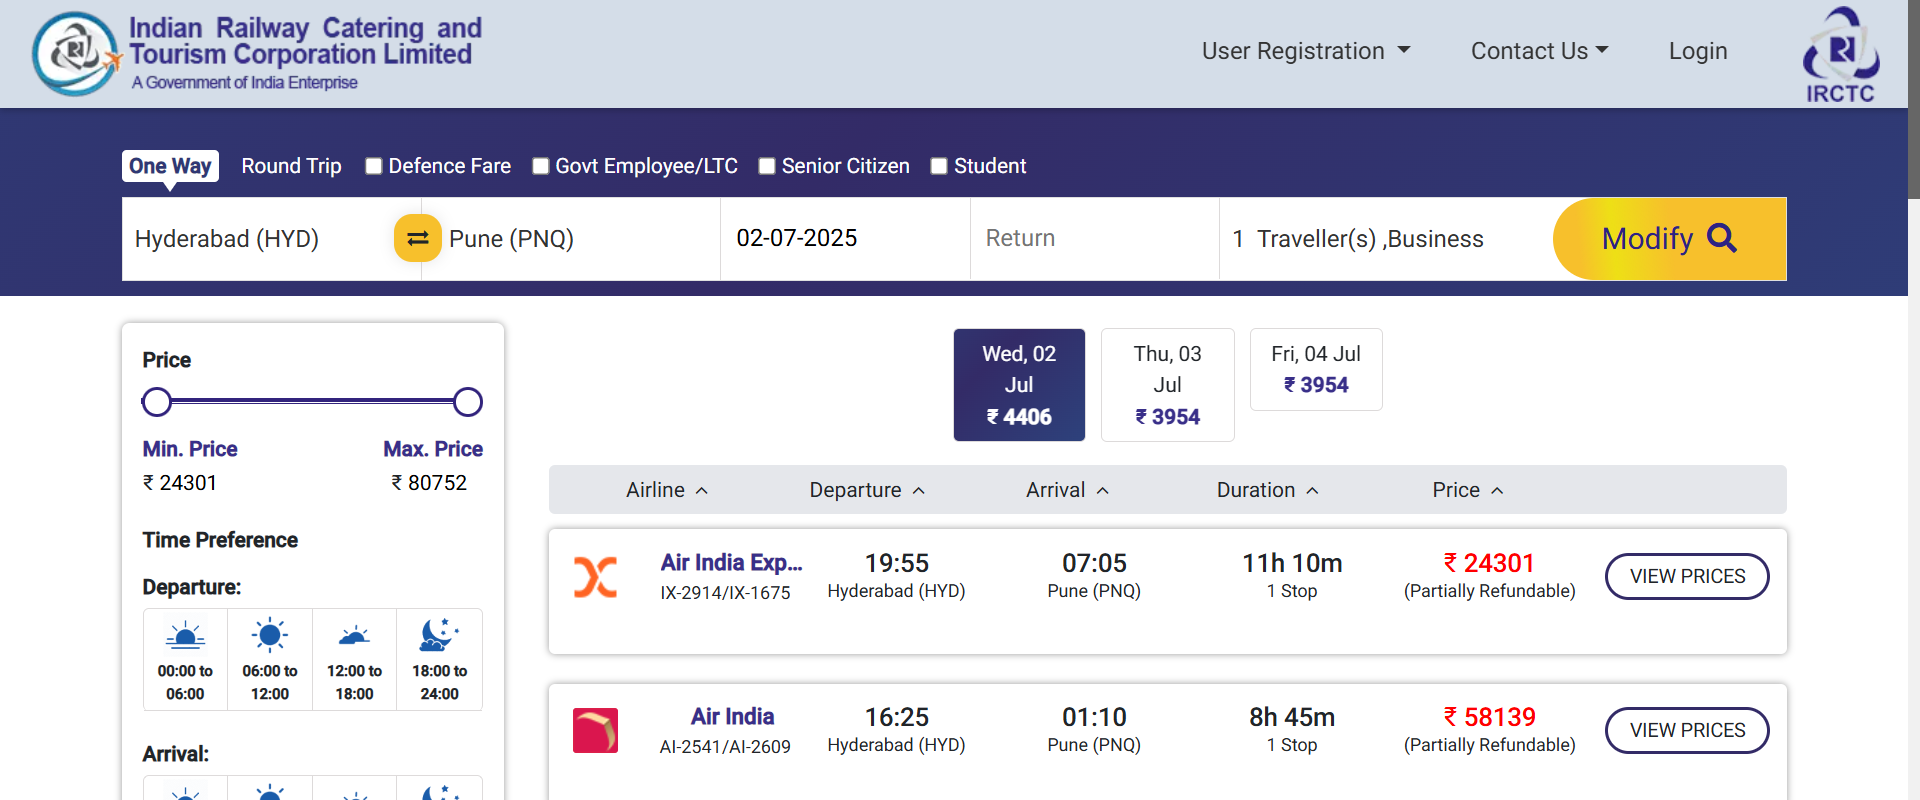 Indian Railway Catering and
Tourism Corporation Limited
A Government of India Enterprise
User Registration
Contact Us
Login
IRCTC
One Way
Round Trip
Defence Fare
Govt Employee/LTC
Senior Citizen
Student
Hyderabad (HYD)
Pune (PNQ)
02-07-2025
Return
1 Traveller(s) ,Business
Modify
Price
Min. Price
Max. Price
₹ 24301
₹ 80752
Time Preference
Departure:
00:00 to
06:00
06:00 to
12:00
12:00 to
18:00
18:00 to
24:00
Arrival:
Wed, 02
Jul
₹ 4406
Thu, 03
Jul
₹ 3954
Fri, 04 Jul
₹ 3954
Airline
Departure
Arrival
Duration
Price
Air India Exp...
IX-2914/IX-1675
19:55
Hyderabad (HYD)
07:05
Pune (PNQ)
11h 10m
1 Stop
₹ 24301
(Partially Refundable)
VIEW PRICES
Air India
AI-2541/AI-2609
16:25
Hyderabad (HYD)
01:10
Pune (PNQ)
8h 45m
1 Stop
₹ 58139
(Partially Refundable)
VIEW PRICES